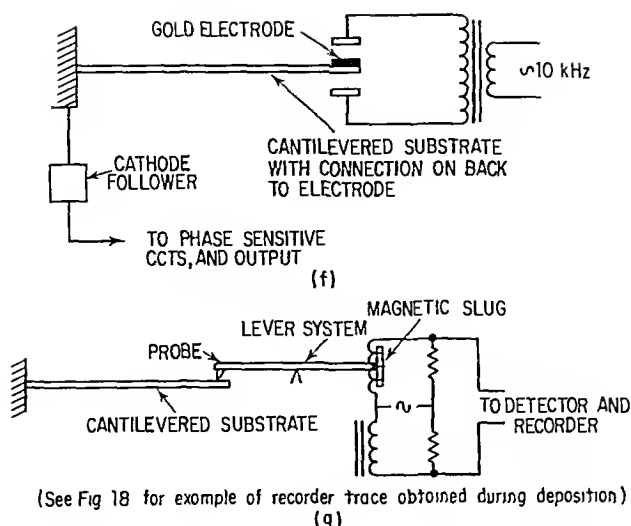 GOLD ELECTRODE
∽10 kHz
CANTILEVERED SUBSTRATE
WITH CONNECTION ON BACK
TO ELECTRODE
CATHODE
FOLLOWER
TO PHASE SENSITIVE
CCTS, AND OUTPUT
(f)
MAGNETIC SLUG
LEVER SYSTEM
PROBE
CANTILEVERED SUBSTRATE
∼
TO DETECTOR AND
RECORDER
(See Fig 18 for example of recorder trace obtained during deposition)
(g)